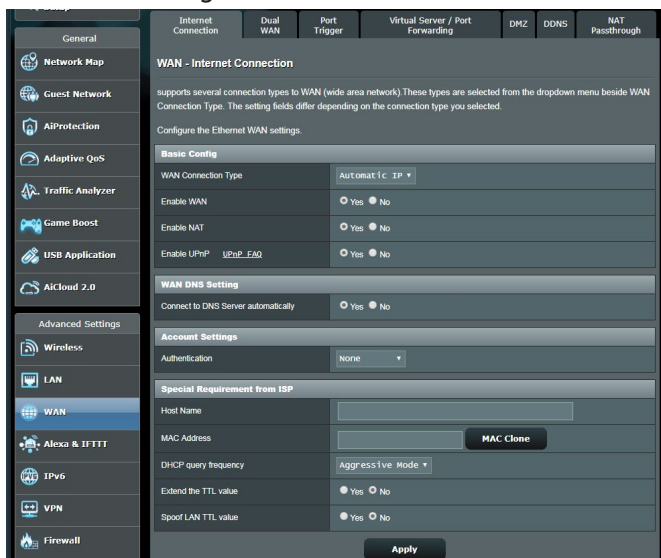 General
Network Map
Guest Network
AiProtection
Adaptive QoS
Traffic Analyzer
Game Boost
USB Application
AiCloud 2.0
Advanced Settings
Wireless
LAN
WAN
Alexa & IFTTT
IPv6
VPN
Firewall
Internet Connection
Dual WAN
Port Trigger
Virtual Server / Port Forwarding
DMZ
DDNS
NAT Passthrough
WAN - Internet Connection
supports several connection types to WAN (wide area network).These types are selected from the dropdown menu beside WAN
Connection Type. The setting fields differ depending on the connection type you selected.
Configure the Ethernet WAN settings.
Basic Config
WAN Connection Type Automatic IP
Enable WAN Yes No
Enable NAT Yes No
Enable UPnP UPnP FAQ Yes No
WAN DNS Setting
Connect to DNS Server automatically Yes No
Account Settings
Authentication None
Special Requirement from ISP
Host Name
MAC Address MAC Clone
DHCP query frequency Aggressive Mode
Extend the TTL value Yes No
Spoof LAN TTL value Yes No
Apply